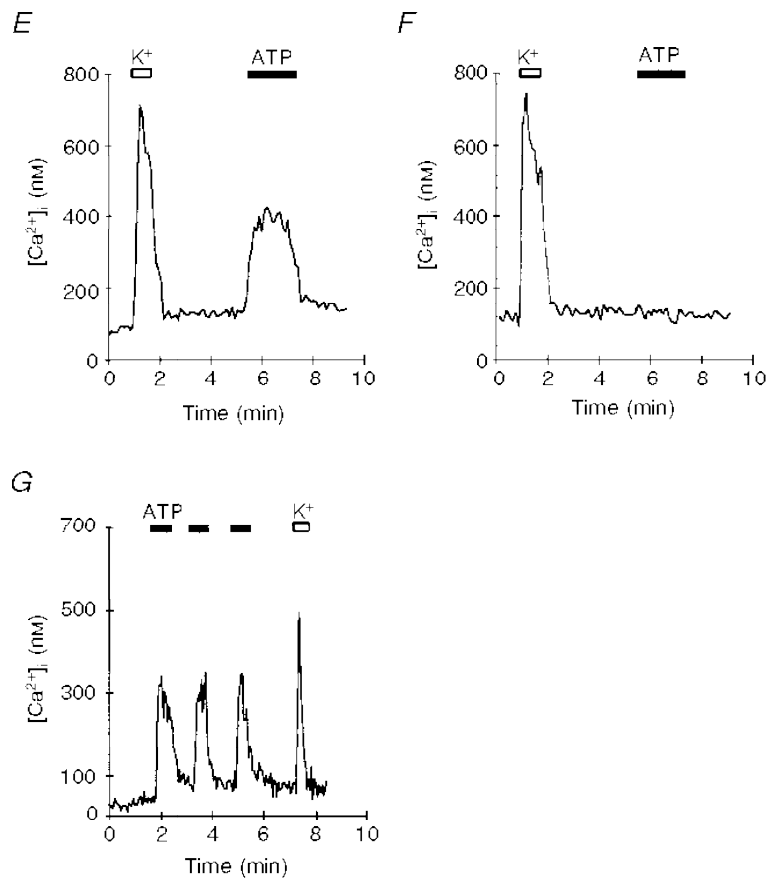 E
K⁺
ATP
800
600
400
200
0
[Ca²⁺]ᵢ (nM)
0 2 4 6 8 10
Time (min)
F
K⁺
ATP
800
600
400
200
0
[Ca²⁺]ᵢ (nM)
0 2 4 6 8 10
Time (min)
G
ATP
K⁺
700
500
300
100
0
[Ca²⁺]ᵢ (nM)
0 2 4 6 8 10
Time (min)